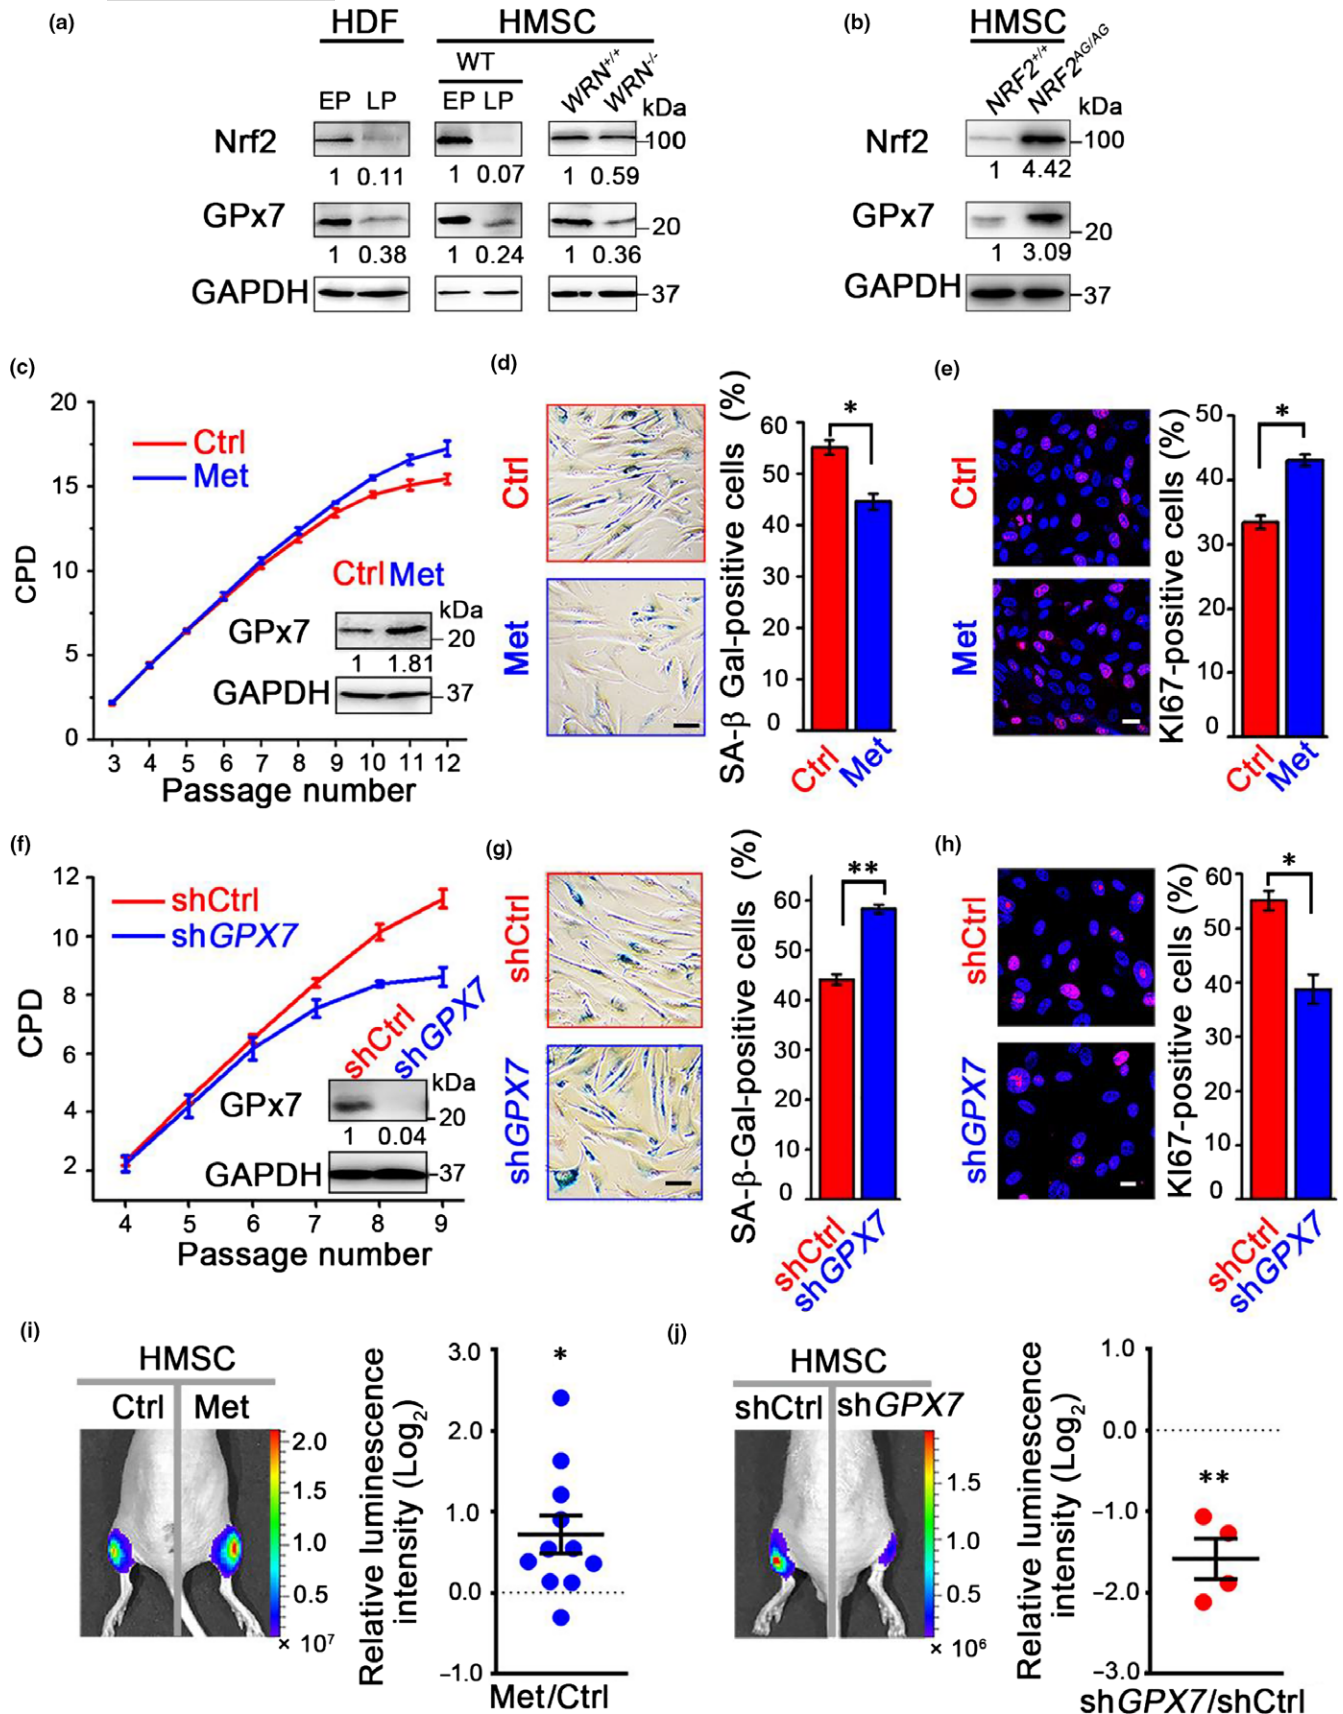 (a)
HDF HMSC
WT
EP LP EP LP WRN+/+ WRN-/- kDa
Nrf2 100
1 0.11 1 0.07 1 0.59
GPx7 20
1 0.38 1 0.24 1 0.36
GAPDH 37
(b)
HMSC
NRF2+/+ NRF2AG/AG
kDa
Nrf2 100
1 4.42
GPx7 20
1 3.09
GAPDH 37
(c)
CPD
20
15
10
5
0
Ctrl
Met
Ctrl Met
kDa
GPx7 20
1 1.81
GAPDH 37
3 4 5 6 7 8 9 10 11 12
Passage number
(d)
Ctrl
Met
SA-β Gal-positive cells (%)
60
50
40
30
20
10
0
*
Ctrl Met
(e)
Ctrl
Met
KI67-positive cells (%)
50
40
30
20
10
0
*
Ctrl Met
(f)
CPD
12
10
8
6
4
2
shCtrl
shGPX7
shCtrl shGPX7
kDa
GPx7 20
1 0.04
GAPDH 37
4 5 6 7 8 9
Passage number
(g)
shCtrl
shGPX7
SA-β-Gal-positive cells (%)
60
50
40
30
20
10
0
**
shCtrl shGPX7
(h)
shCtrl
shGPX7
KI67-positive cells (%)
60
50
40
30
20
10
0
*
shCtrl shGPX7
(i)
HMSC
Ctrl Met
2.0
1.0
0.5
× 10⁷
Relative luminescence
intensity (Log₂)
3.0
2.0
1.0
0.0
–1.0
*
Met/Ctrl
(j)
HMSC
shCtrl shGPX7
1.5
1.0
0.5
× 10⁶
Relative luminescence
intensity (Log₂)
1.0
0.0
–1.0
–2.0
–3.0
**
shGPX7/shCtrl